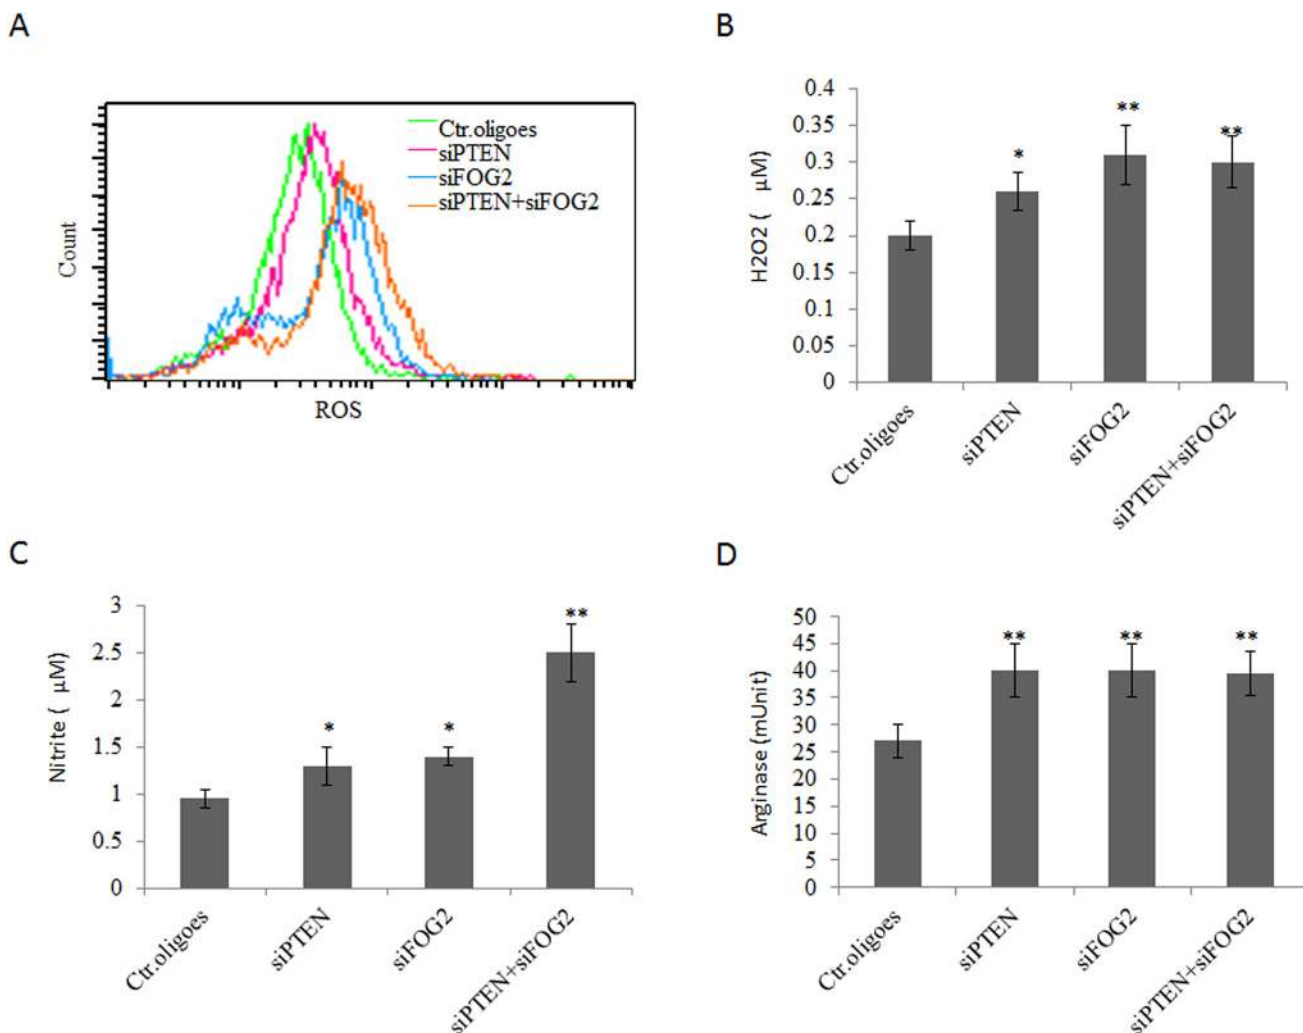 A
Ctr.oligoes
siPTEN
siFOG2
siPTEN+siFOG2
Count
ROS
B
H2O2 ( μM)
0.4
0.35
0.3
0.25
0.2
0.15
0.1
0.05
0
*
**
**
Ctr.oligoes
siPTEN
siFOG2
siPTEN+siFOG2
C
Nitrite ( μM)
3
2.5
2
1.5
1
0.5
0
*
*
**
Ctr.oligoes
siPTEN
siFOG2
siPTEN+siFOG2
D
Arginase (mUnit)
50
45
40
35
30
25
20
15
10
5
0
**
**
**
Ctr.oligoes
siPTEN
siFOG2
siPTEN+siFOG2